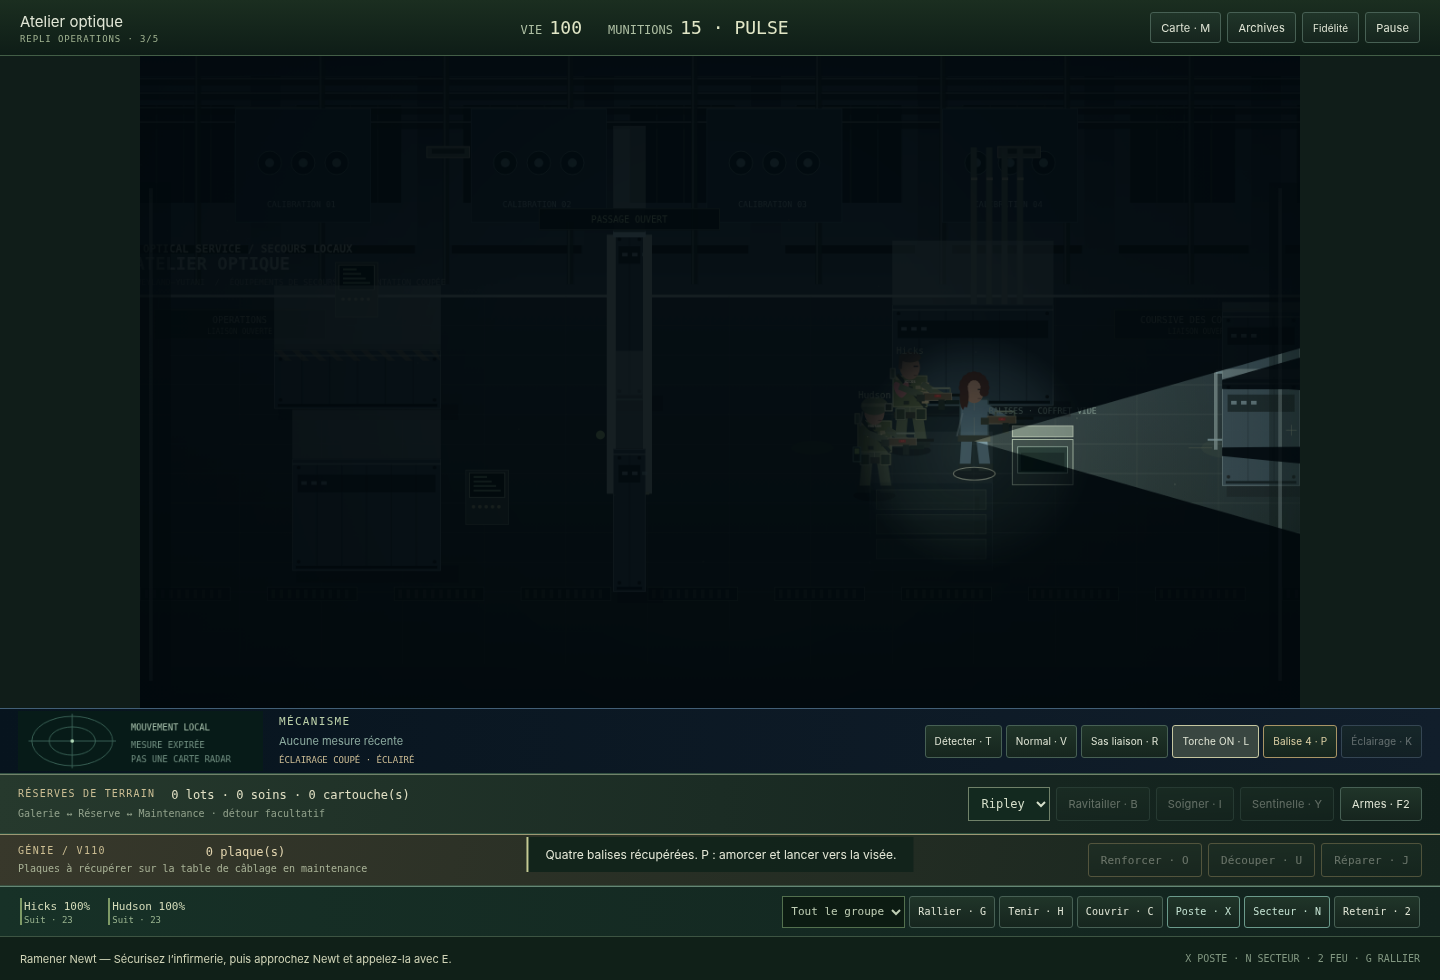 Atelier optique
REPLI OPERATIONS · 3/5
VIE 100 MUNITIONS 15 · PULSE
Carte · M
Archives
Fidélité
Pause
CALIBRATION 01
CALIBRATION 02
CALIBRATION 03
CALIBRATION 04
PASSAGE OUVERT
OPTICAL SERVICE / SECOURS LOCAUX
ATELIER OPTIQUE
OPERATIONS
Hicks
Hudson
BALISES · COFFRET VIDE
MOUVEMENT LOCAL
MESURE EXPIRÉE
PAS UNE CARTE RADAR
MÉCANISME
Aucune mesure récente
ÉCLAIRAGE COUPÉ · ÉCLAIRÉ
Détecter · T
Normal · V
Sas liaison · R
Torche ON · L
Balise 4 · P
Éclairage · K
RÉSERVES DE TERRAIN 0 lots · 0 soins · 0 cartouche(s)
Galerie ↔ Réserve ↔ Maintenance · détour facultatif
Ripley
Ravitailler · B
Soigner · I
Sentinelle · Y
Armes · F2
GÉNIE / V110 0 plaque(s)
Plaques à récupérer sur la table de câblage en maintenance
Quatre balises récupérées. P : amorcer et lancer vers la visée.
Renforcer · O
Découper · U
Réparer · J
Hicks 100%
Suit · 23
Hudson 100%
Suit · 23
Tout le groupe
Rallier · G
Tenir · H
Couvrir · C
Poste · X
Secteur · N
Retenir · 2
Ramener Newt — Sécurisez l'infirmerie, puis approchez Newt et appelez-la avec E.
X POSTE · N SECTEUR · 2 FEU · G RALLIER